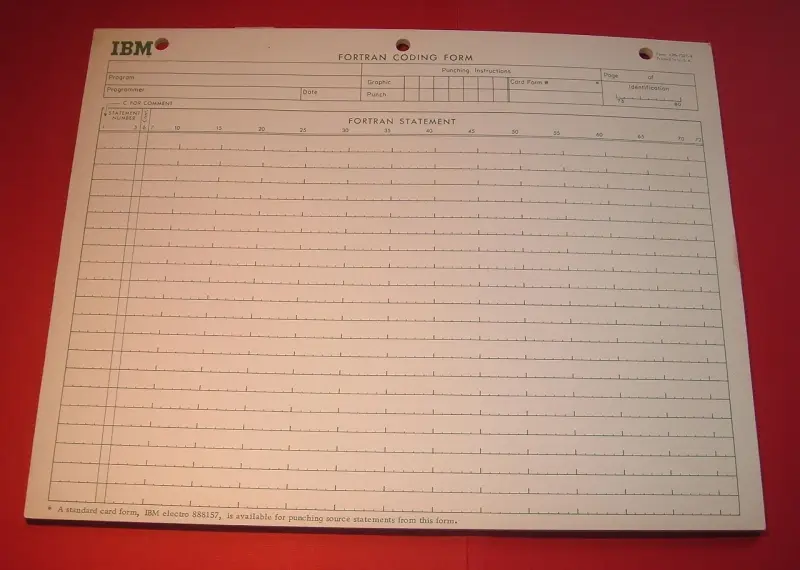 IBM
FORTRAN CODING FORM
Punching Instructions
Page of
Program
Graphic
Card Form #
*
Identification
Programmer
Date
Punch
73 80
C FOR COMMENT
STATEMENT NUMBER
FORTRAN STATEMENT
1 5 6 7 10 15 20 25 30 35 40 45 50 55 60 65 70 72
* A standard card form, IBM electro 888157, is available for punching source statements from this form.